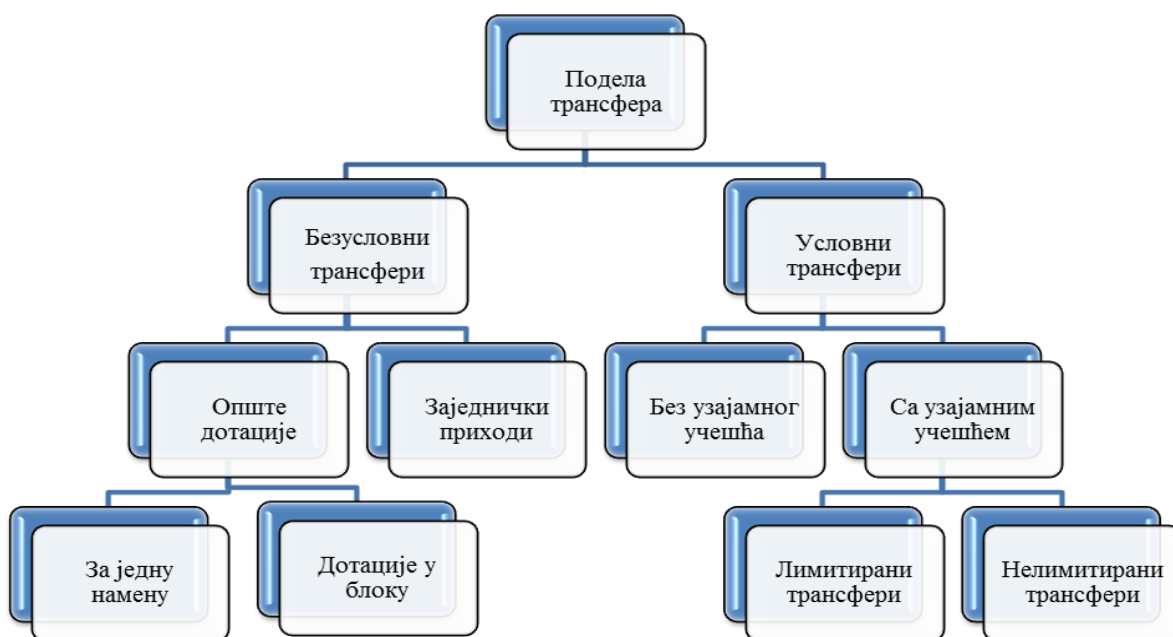 Подела
трансфера
Безусловни
трансфери
Условни
трансфери
Опште
дотације
Заједнички
приходи
Без узајамног
учешћа
Са узајамним
учешћем
За једну
намену
Дотације у
блоку
Лимитирани
трансфери
Нелимитирани
трансфери